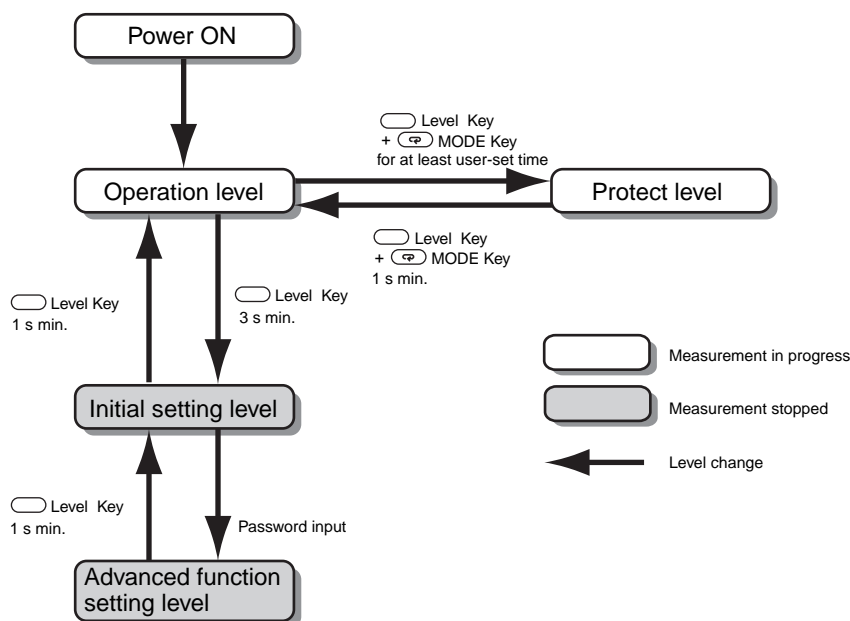 Power ON
Level Key
+ MODE Key
for at least user-set time
Operation level
Protect level
Level Key
+ MODE Key
1 s min.
Level Key
1 s min.
Level Key
3 s min.
Measurement in progress
Initial setting level
Measurement stopped
Level change
Level Key
1 s min.
Password input
Advanced function
setting level